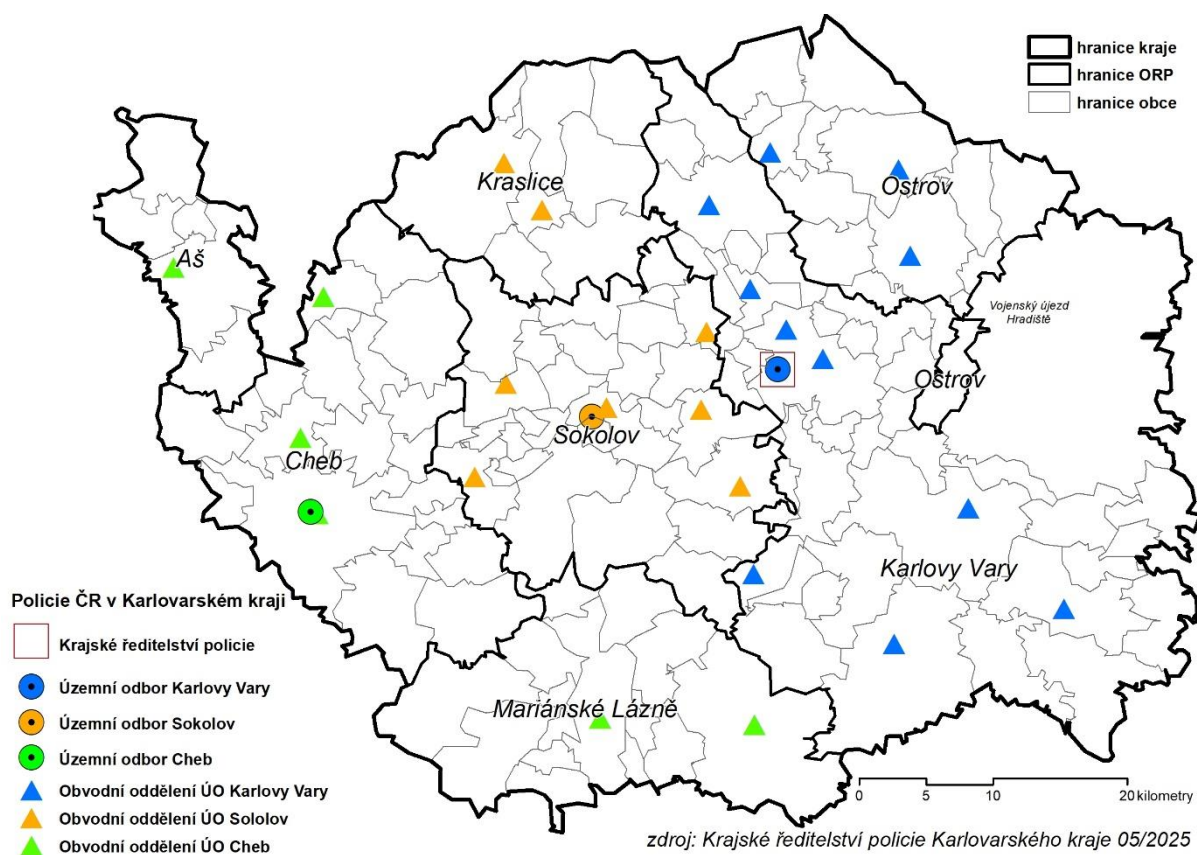 hranice kraje
hranice ORP
hranice obce
Kraslice
Ostrov
Aš
Vojenský újezd
Hradiště
Ostrov
Sokolov
Cheb
Karlovy Vary
Mariánské Lázně
Policie ČR v Karlovarském kraji
Krajské ředitelství policie
Územní odbor Karlovy Vary
Územní odbor Sokolov
Územní odbor Cheb
Obvodní oddělení ÚO Karlovy Vary
Obvodní oddělení ÚO Sololov
Obvodní oddělení ÚO Cheb
0 5 10 20 kilometry
zdroj: Krajské ředitelství policie Karlovarského kraje 05/2025